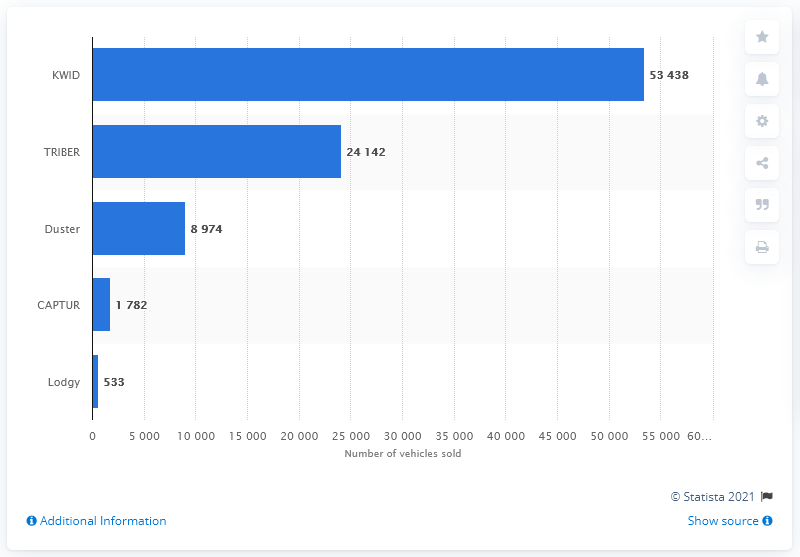 KWID 53 438
TRIBER 24 142
Duster 8 974
CAPTUR 1 782
Lodgy 533
0 5 000 10 000 15 000 20 000 25 000 30 000 35 000 40 000 45 000 50 000 55 000 60...
Number of vehicles sold
© Statista 2021
Additional Information Show source